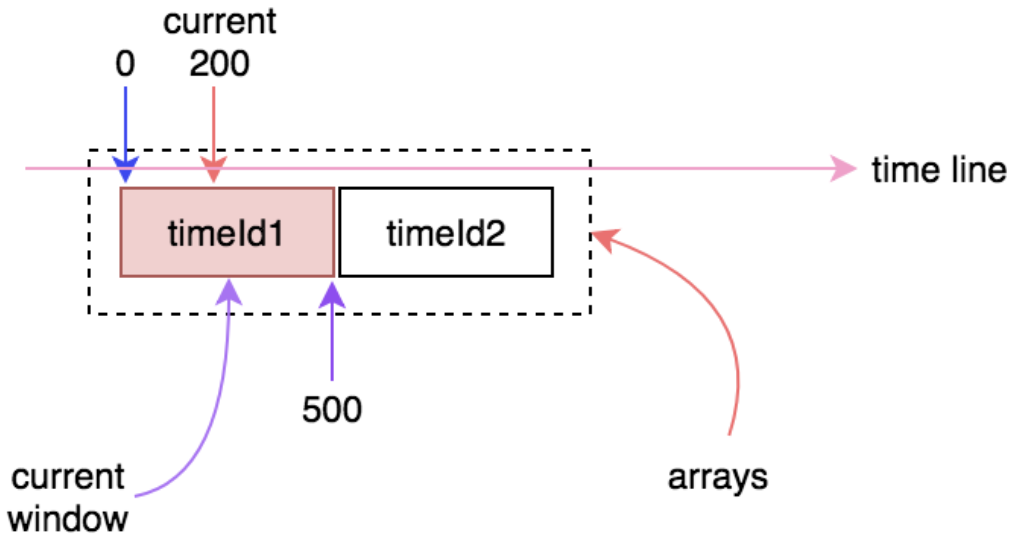 current
0
200
time line
timeId1
timeId2
500
current
window
arrays